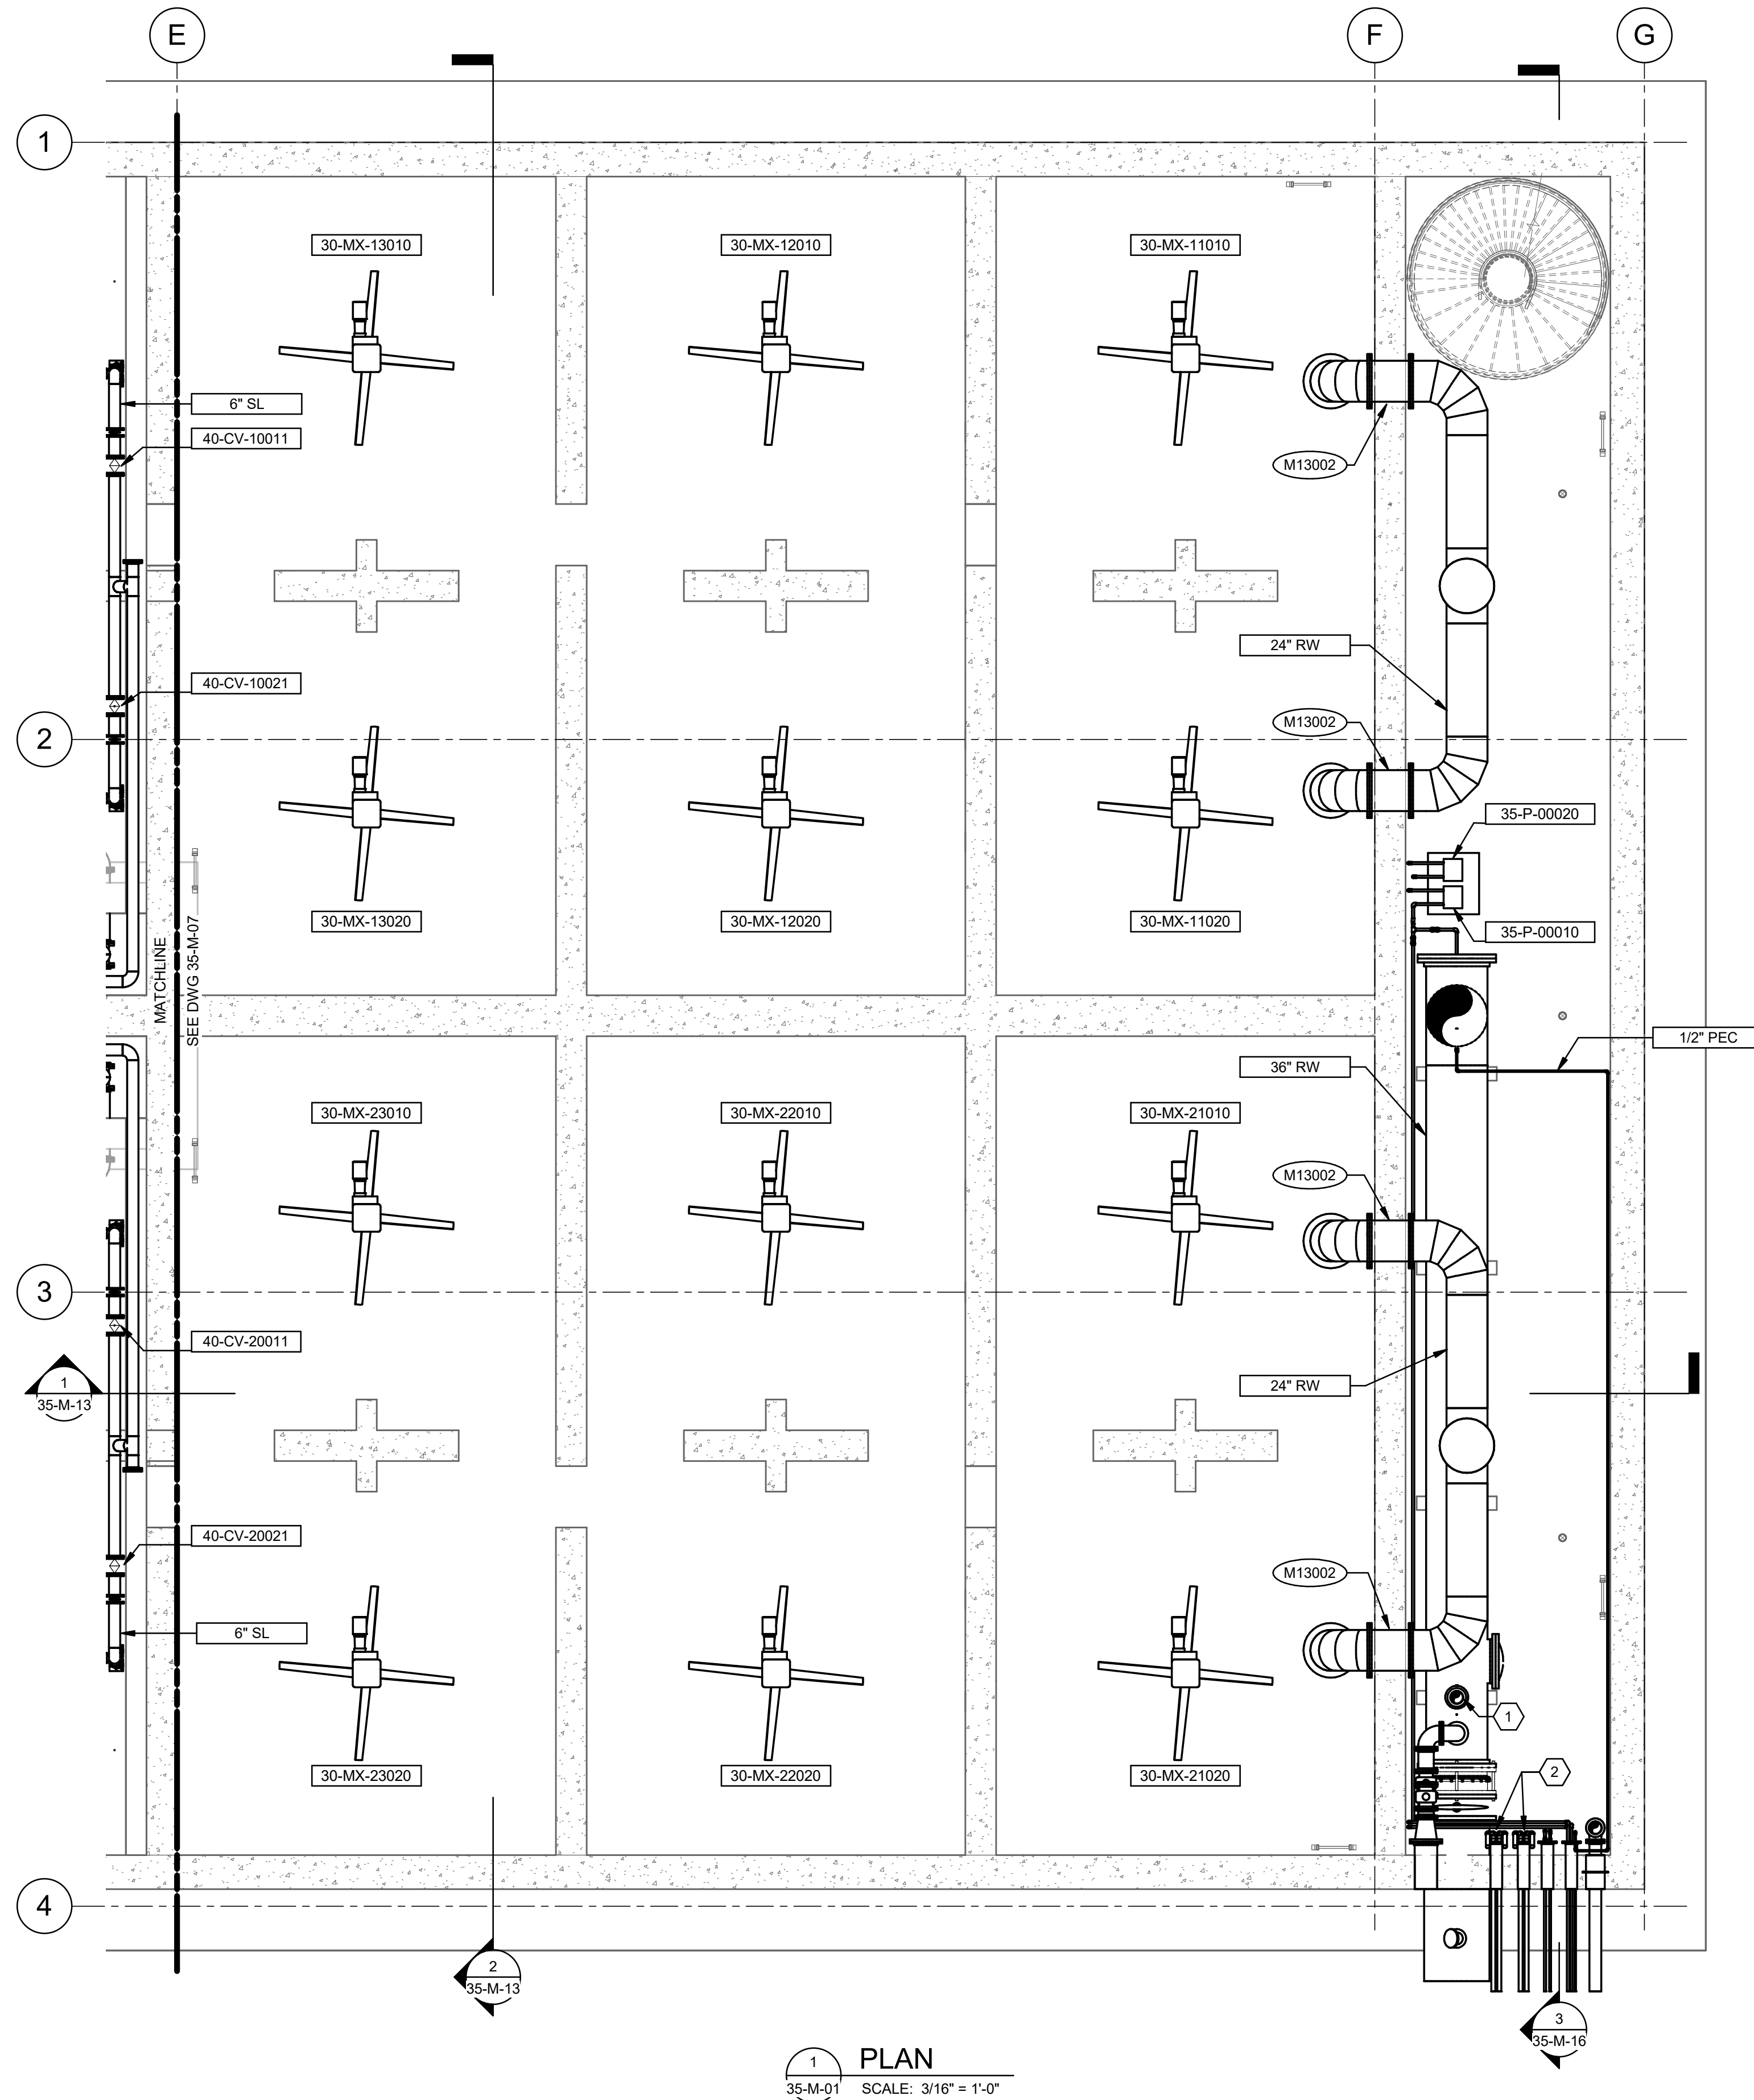 E
F
G
1
30-MX-13010
30-MX-12010
30-MX-11010
6" SL
40-CV-10011
M13002
24" RW
40-CV-10021
M13002
2
35-P-00020
30-MX-13020
30-MX-12020
30-MX-11020
35-P-00010
MATCHLINE
SEE DWG 35-M-07
1/2" PEC
36" RW
30-MX-23010
30-MX-22010
30-MX-21010
M13002
3
40-CV-20011
1
35-M-13
24" RW
40-CV-20021
M13002
6" SL
1
30-MX-23020
30-MX-22020
30-MX-21020
2
4
2
35-M-13
3
35-M-16
1
35-M-01
PLAN
SCALE: 3/16" = 1'-0"